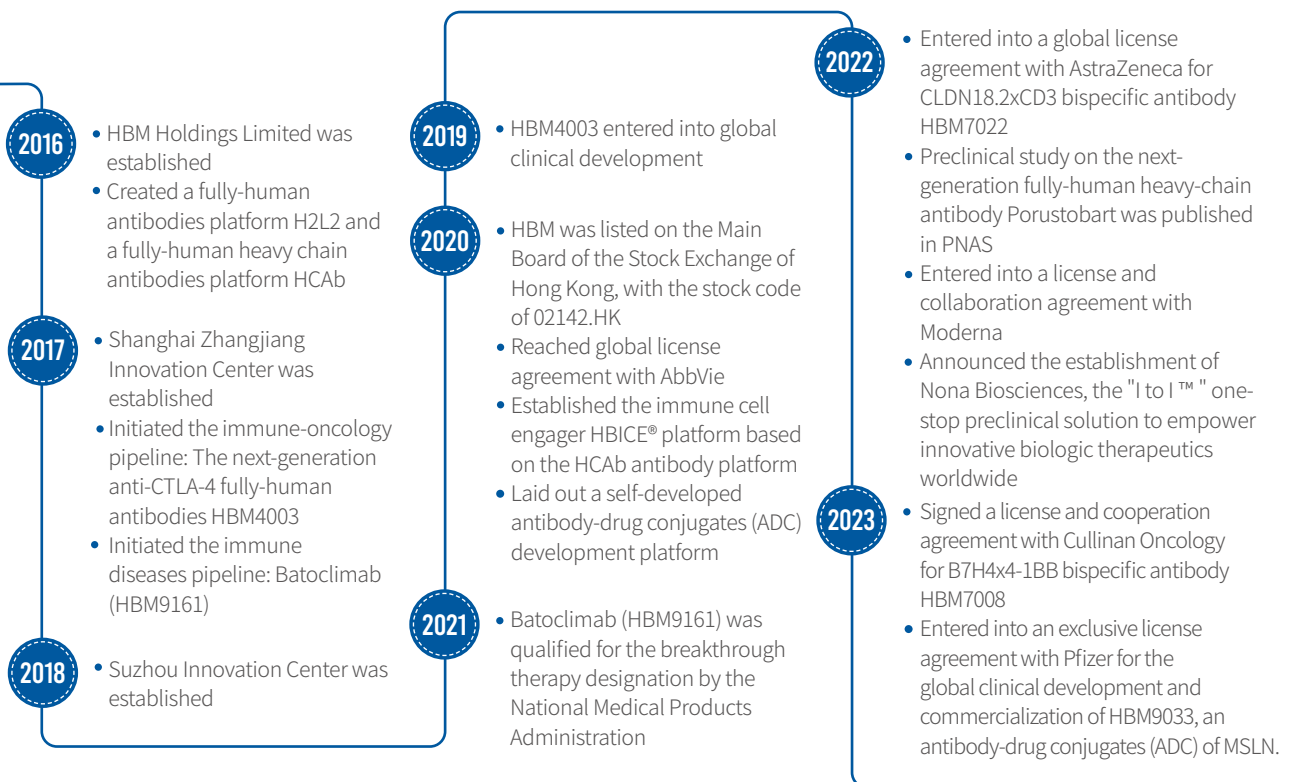 2016
• HBM Holdings Limited was
established
• Created a fully-human
antibodies platform H2L2 and
a fully-human heavy chain
antibodies platform HCAb
2017
• Shanghai Zhangjiang
Innovation Center was
established
• Initiated the immune-oncology
pipeline: The next-generation
anti-CTLA-4 fully-human
antibodies HBM4003
• Initiated the immune
diseases pipeline: Batoclimab
(HBM9161)
2018
• Suzhou Innovation Center was
established
2019
• HBM4003 entered into global
clinical development
2020
• HBM was listed on the Main
Board of the Stock Exchange of
Hong Kong, with the stock code
of 02142.HK
• Reached global license
agreement with AbbVie
• Established the immune cell
engager HBICE® platform based
on the HCAb antibody platform
• Laid out a self-developed
antibody-drug conjugates (ADC)
development platform
2021
• Batoclimab (HBM9161) was
qualified for the breakthrough
therapy designation by the
National Medical Products
Administration
2022
• Entered into a global license
agreement with AstraZeneca for
CLDN18.2xCD3 bispecific antibody
HBM7022
• Preclinical study on the next-
generation fully-human heavy-chain
antibody Porustobart was published
in PNAS
• Entered into a license and
collaboration agreement with
Moderna
• Announced the establishment of
Nona Biosciences, the "I to I ™ " one-
stop preclinical solution to empower
innovative biologic therapeutics
worldwide
2023
• Signed a license and cooperation
agreement with Cullinan Oncology
for B7H4x4-1BB bispecific antibody
HBM7008
• Entered into an exclusive license
agreement with Pfizer for the
global clinical development and
commercialization of HBM9033, an
antibody-drug conjugates (ADC) of MSLN.